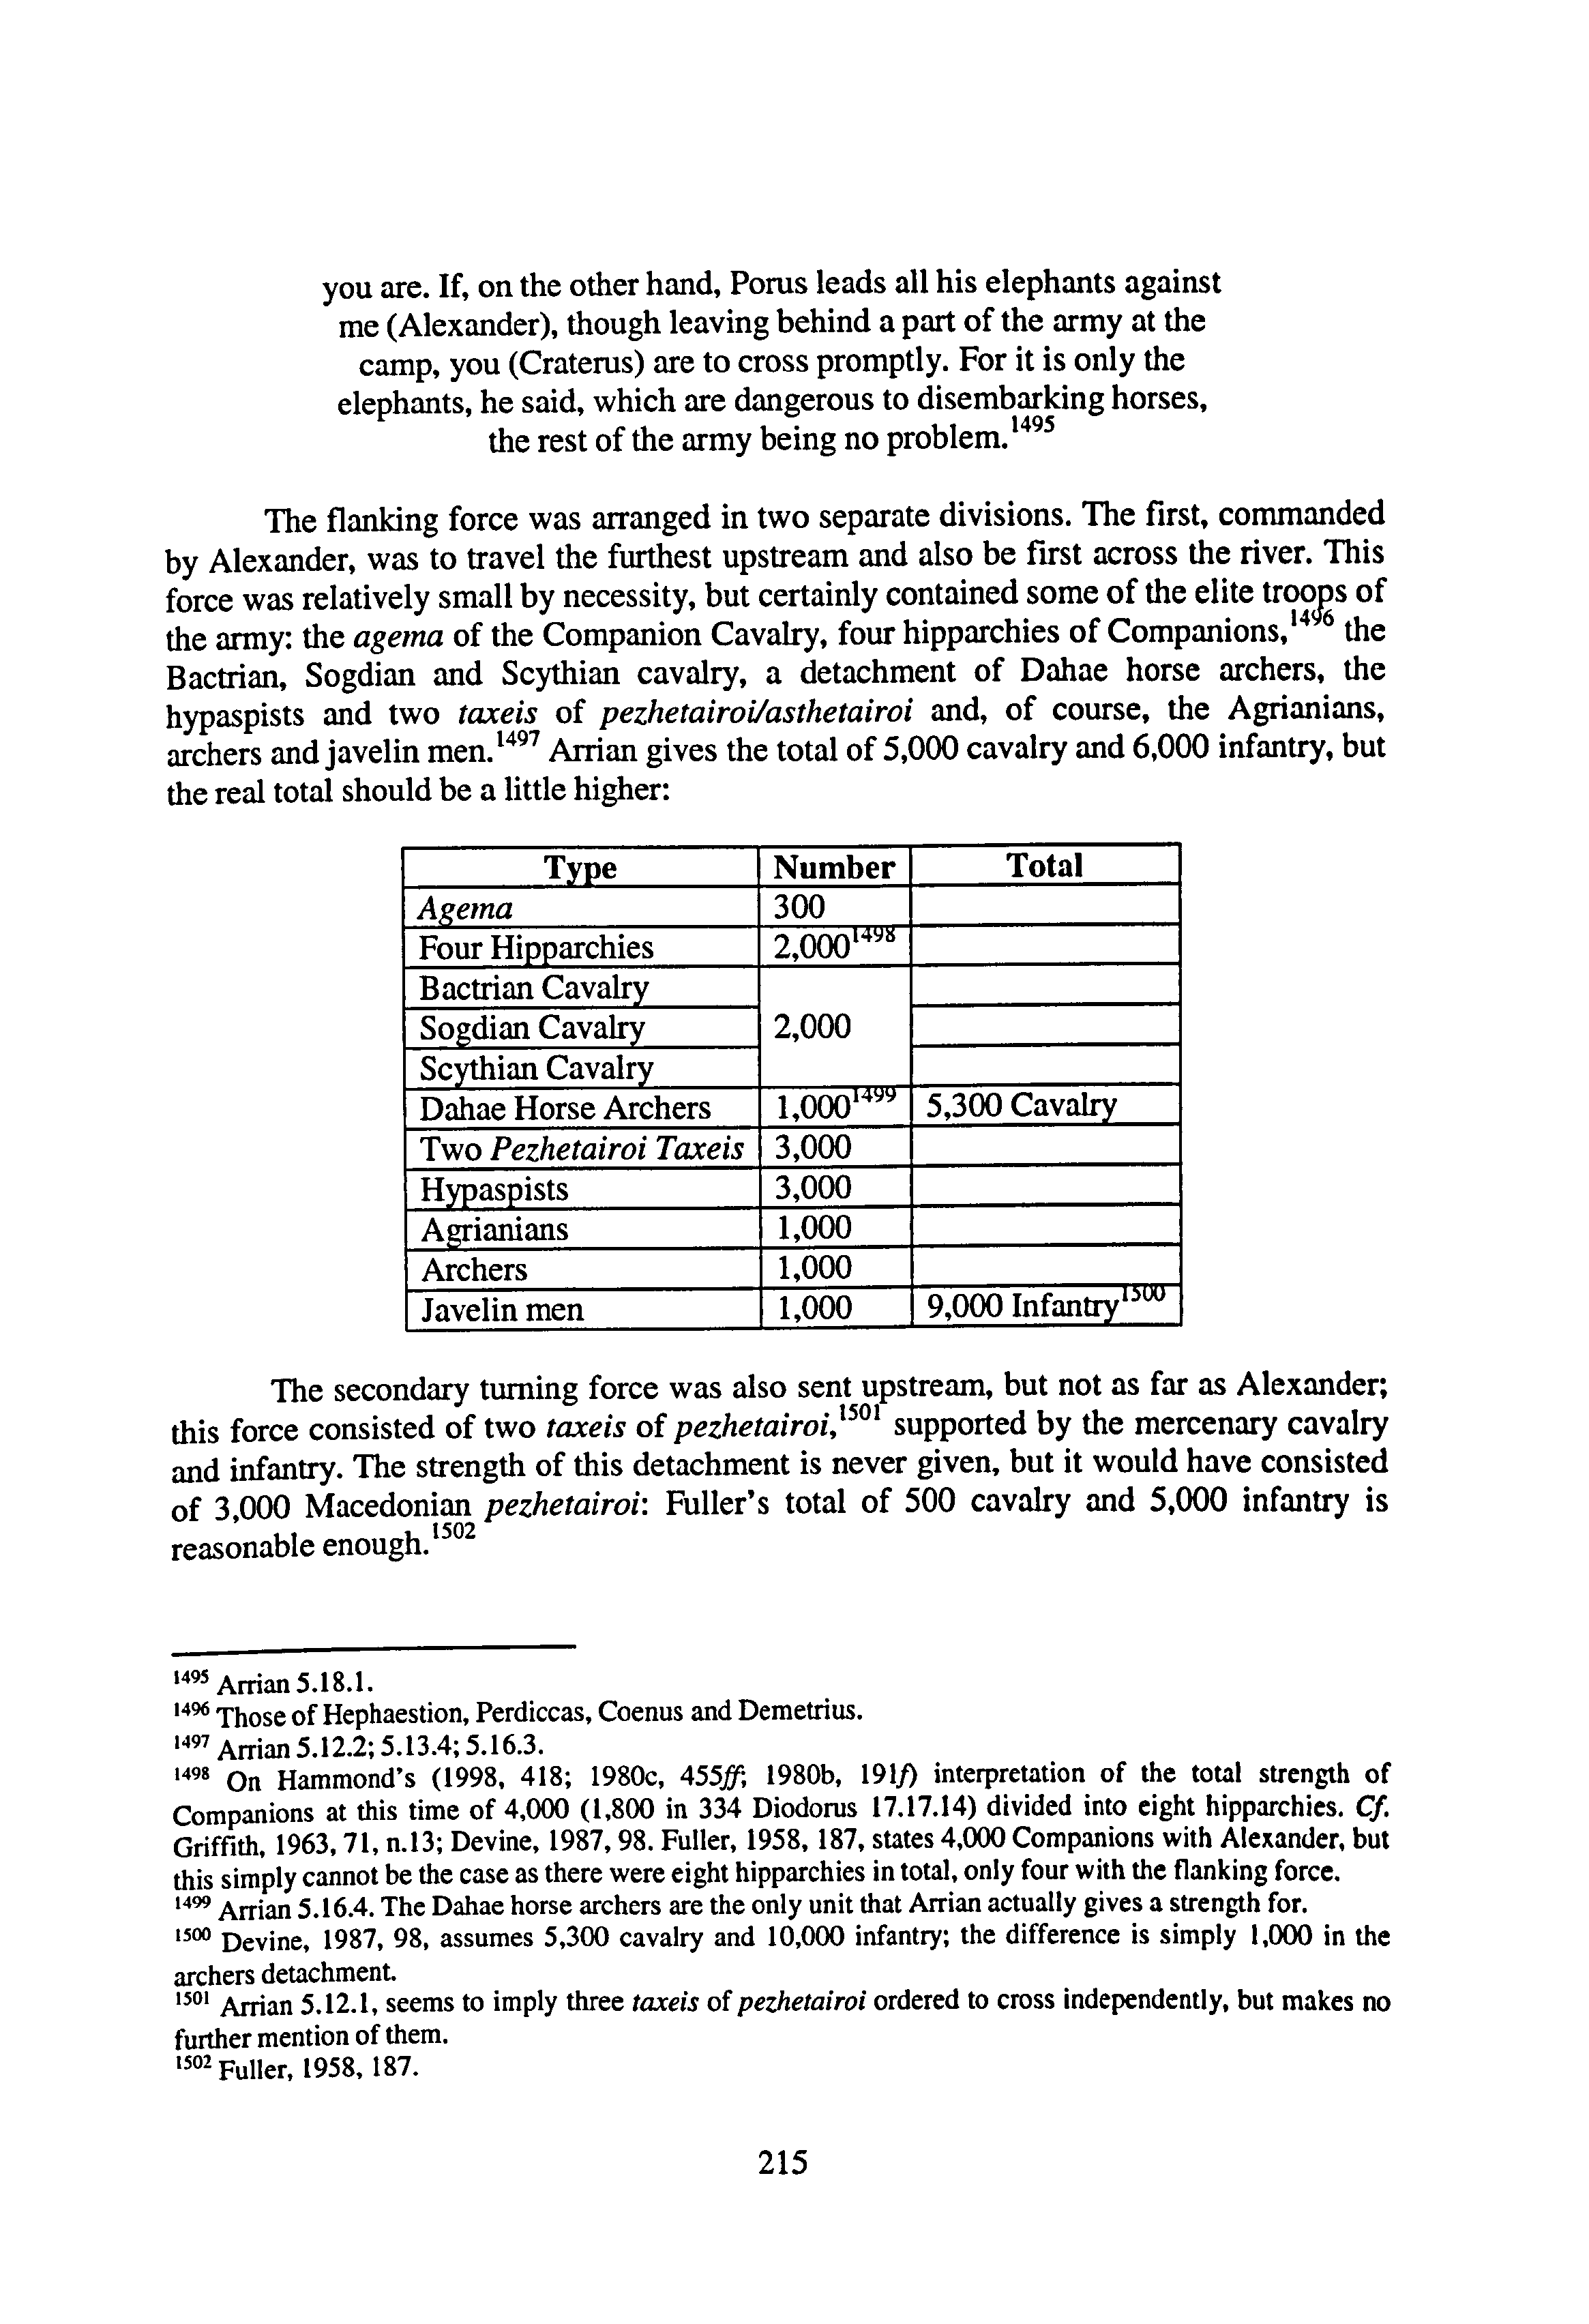 you are. If, on the other hand, Porus leads all his elephants against
me (Alexander), though leaving behind a part of the army at the
camp, you (Craterus) are to cross promptly. For it is only the
elephants, he said, which are dangerous to disembarking horses,
the rest of the army being no problem.1495
The flanking force was arranged in two separate divisions. The first, commanded
by Alexander, was to travel the furthest upstream and also be first across the river. This
force was relatively small by necessity, but certainly contained some of the elite troops of
the army: the agema of the Companion Cavalry, four hipparchies of Companions,1496 the
Bactrian, Sogdian and Scythian cavalry, a detachment of Dahae horse archers, the
hypaspists and two taxeis of pezhetairoi/asthetairoi and, of course, the Agrianians,
archers and javelin men.1497 Arrian gives the total of 5,000 cavalry and 6,000 infantry, but
the real total should be a little higher:
Type Number Total
Agema 300
Four Hipparchies 2,0001498
Bactrian Cavalry
Sogdian Cavalry 2,000
Scythian Cavalry
Dahae Horse Archers 1,0001499 5,300 Cavalry
Two Pezhetairoi Taxeis 3,000
Hypaspists 3,000
Agrianians 1,000
Archers 1,000
Javelin men 1,000 9,000 Infantry1500
The secondary turning force was also sent upstream, but not as far as Alexander;
this force consisted of two taxeis of pezhetairoi,1501 supported by the mercenary cavalry
and infantry. The strength of this detachment is never given, but it would have consisted
of 3,000 Macedonian pezhetairoi: Fuller's total of 500 cavalry and 5,000 infantry is
reasonable enough.1502
1495 Arrian 5.18.1.
1496 Those of Hephaestion, Perdiccas, Coenus and Demetrius.
1497 Arrian 5.12.2; 5.13.4; 5.16.3.
1498 On Hammond's (1998, 418; 1980c, 455ff; 1980b, 191f) interpretation of the total strength of
Companions at this time of 4,000 (1,800 in 334 Diodorus 17.17.14) divided into eight hipparchies. Cf.
Griffith, 1963, 71, n.13; Devine, 1987, 98. Fuller, 1958, 187, states 4,000 Companions with Alexander, but
this simply cannot be the case as there were eight hipparchies in total, only four with the flanking force.
1499 Arrian 5.16.4. The Dahae horse archers are the only unit that Arrian actually gives a strength for.
1500 Devine, 1987, 98, assumes 5,300 cavalry and 10,000 infantry; the difference is simply 1,000 in the
archers detachment.
1501 Arrian 5.12.1, seems to imply three taxeis of pezhetairoi ordered to cross independently, but makes no
further mention of them.
1502 Fuller, 1958, 187.
215